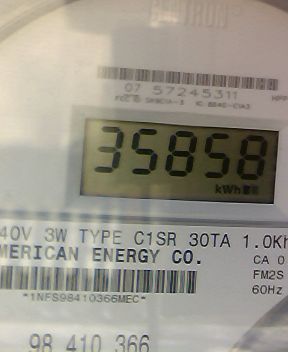 07 57245311
35858
kWh
40V 3W TYPE C1SR 30TA 1.0Kh
MERICAN ENERGY CO.
CA 0
FM2S
60Hz
*1NFS98410366MEC*
98 410 366